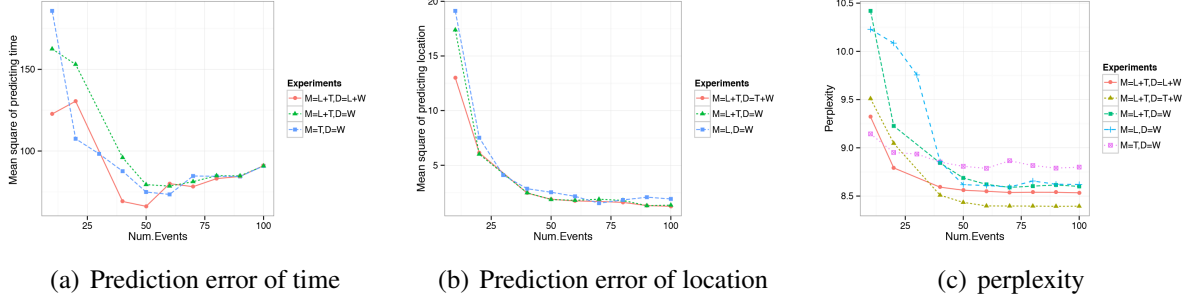 Mean square of predicting time
150
100
25
50
75
100
Num.Events
Experiments
M=L+T,D=L+W
M=L+T,D=W
M=T,D=W
(a) Prediction error of time
Mean square of predicting location
20
15
10
5
25
50
75
100
Num.Events
Experiments
M=L+T,D=T+W
M=L+T,D=W
M=L,D=W
(b) Prediction error of location
Perplexity
10.5
10.0
9.5
9.0
8.5
25
50
75
100
Num.Events
Experiments
M=L+T,D=L+W
M=L+T,D=T+W
M=L+T,D=W
M=L,D=W
M=T,D=W
(c) perplexity